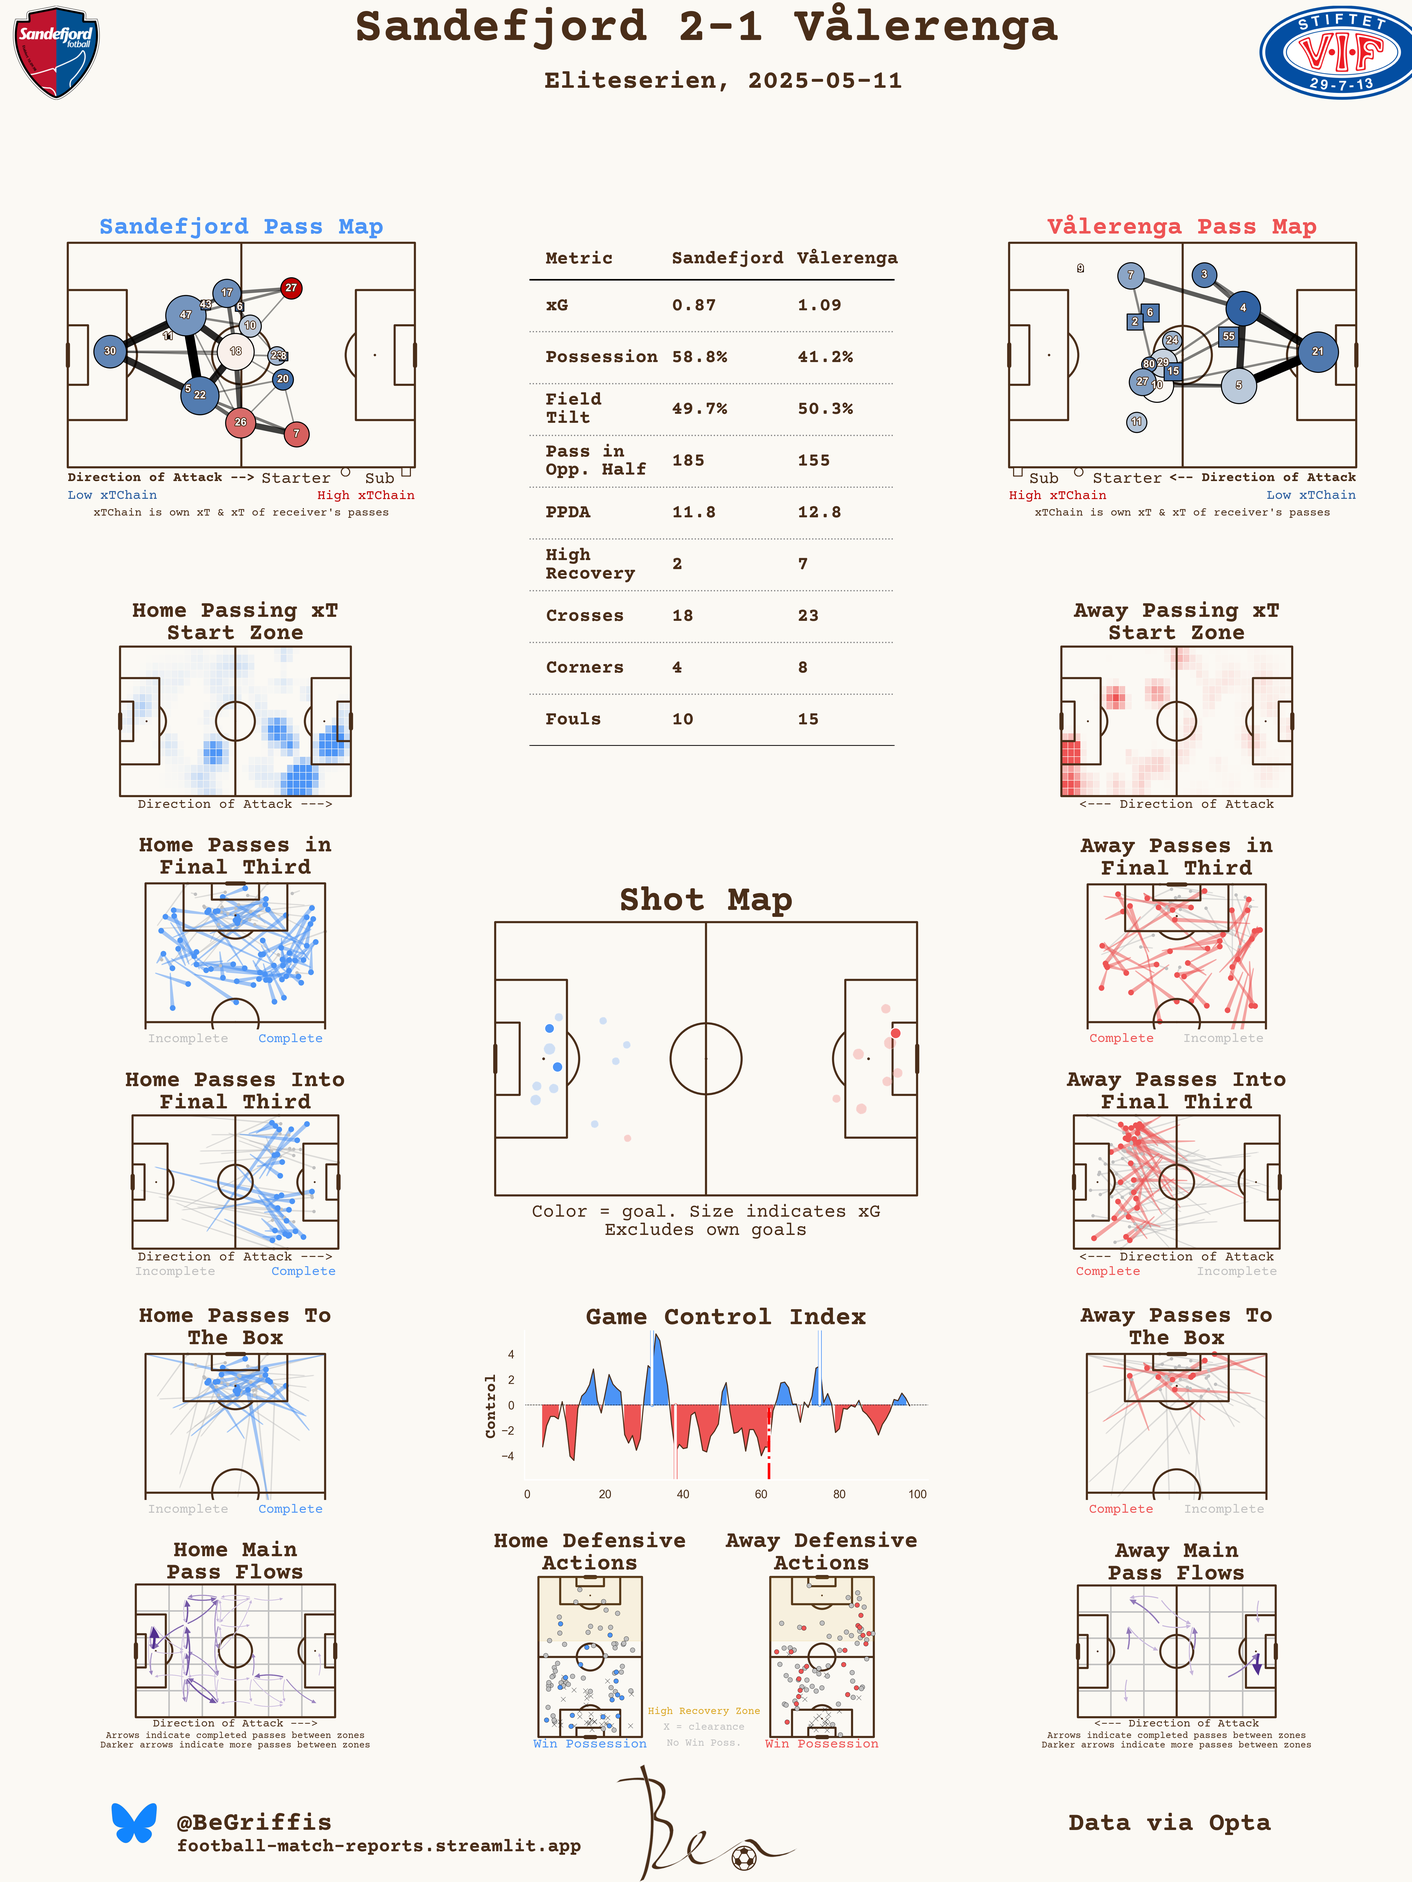 Sandefjord 2-1 Vålerenga
Eliteserien, 2025-05-11
Sandefjord
fotball
STIFTET
V·I·F
29-7-13
Sandefjord Pass Map
27
17
43
6
47
10
11
30
18
23
8
20
5
22
26
7
Direction of Attack --> Starter Sub
Low xTChain High xTChain
xTChain is own xT & xT of receiver's passes
Metric Sandefjord Vålerenga
xG 0.87 1.09
Possession 58.8% 41.2%
Field
Tilt 49.7% 50.3%
Pass in
Opp. Half 185 155
PPDA 11.8 12.8
High
Recovery 2 7
Crosses 18 23
Corners 4 8
Fouls 10 15
Vålerenga Pass Map
9
7
3
4
6
2
55
24
21
80
29
15
27
10
5
11
Sub Starter <-- Direction of Attack
High xTChain Low xTChain
xTChain is own xT & xT of receiver's passes
Home Passing xT
Start Zone
Direction of Attack --->
Away Passing xT
Start Zone
<--- Direction of Attack
Home Passes in
Final Third
Incomplete Complete
Away Passes in
Final Third
Complete Incomplete
Shot Map
Color = goal. Size indicates xG
Excludes own goals
Home Passes Into
Final Third
Direction of Attack --->
Incomplete Complete
Away Passes Into
Final Third
<--- Direction of Attack
Complete Incomplete
Home Passes To
The Box
Incomplete Complete
Game Control Index
Control
4
2
0
−2
−4
0 20 40 60 80 100
Away Passes To
The Box
Complete Incomplete
Home Main
Pass Flows
Direction of Attack --->
Arrows indicate completed passes between zones
Darker arrows indicate more passes between zones
Home Defensive
Actions
Win Possession
High Recovery Zone
X = clearance
No Win Poss.
Away Defensive
Actions
Win Possession
Away Main
Pass Flows
<--- Direction of Attack
Arrows indicate completed passes between zones
Darker arrows indicate more passes between zones
@BeGriffis
football-match-reports.streamlit.app
Ben
Data via Opta